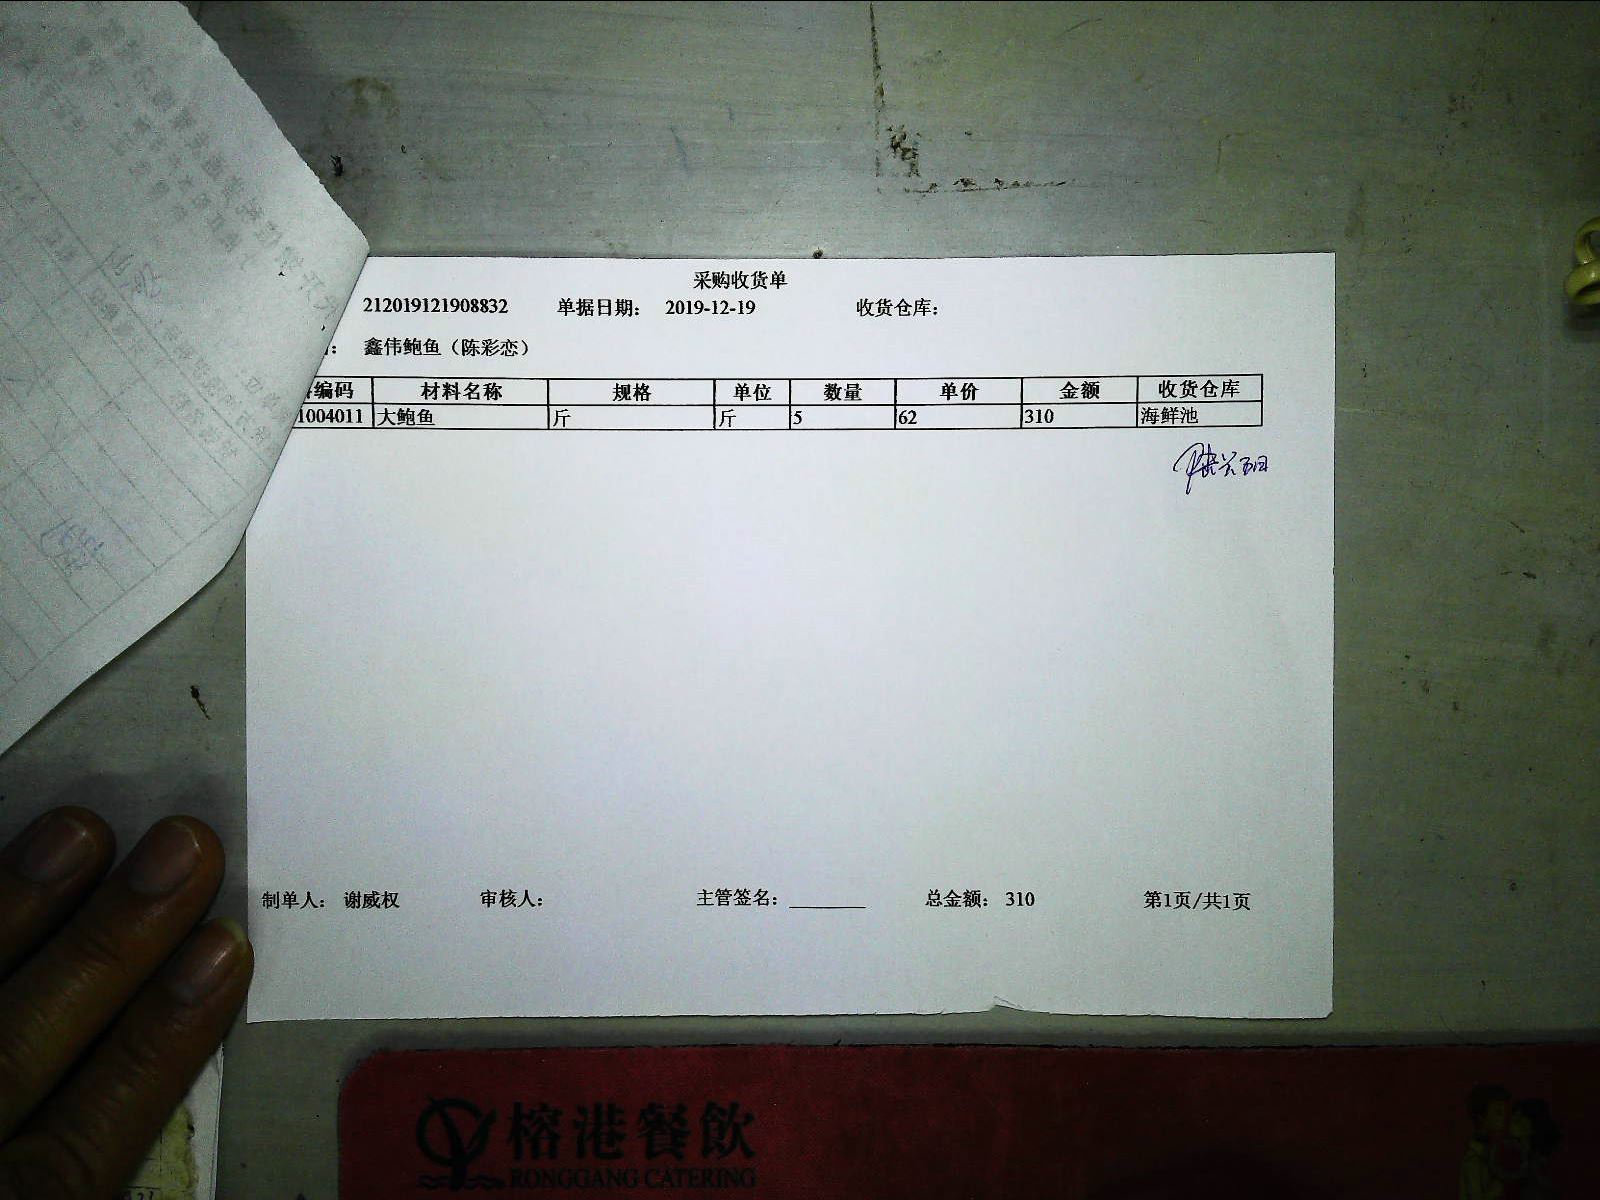 采购收货单
212019121908832 单据日期： 2019-12-19 收货仓库：
： 鑫伟鲍鱼（陈彩恋）
编码 材料名称 规格 单位 数量 单价 金额 收货仓库
1004011 大鲍鱼 斤 斤 5 62 310 海鲜池
制单人： 谢威权 审核人： 主管签名： 总金额： 310 第1页/共1页
榕港餐飲
RONGGANG CATERING